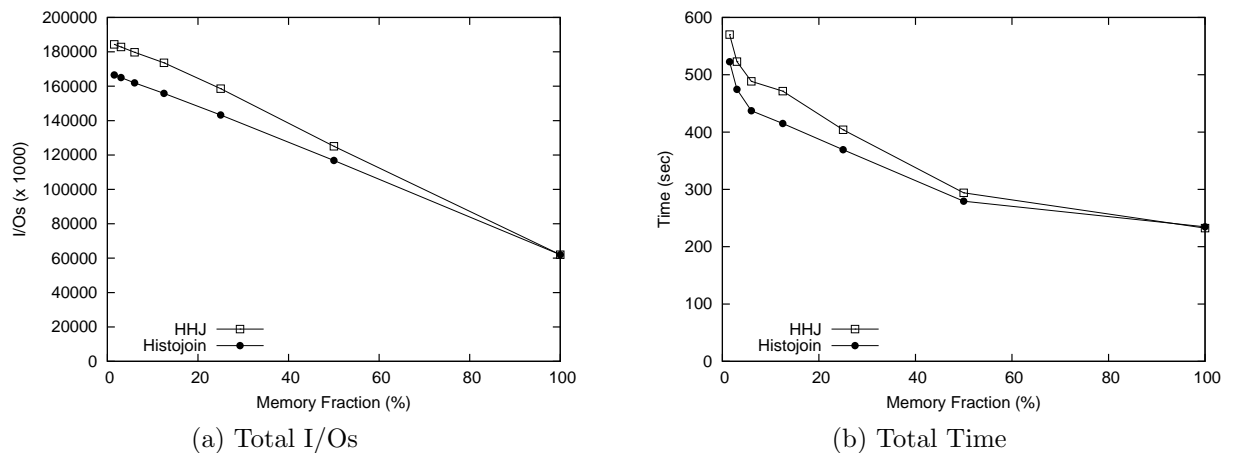 200000
180000
160000
140000
120000
100000
80000
60000
40000
20000
0
I/Os (x 1000)
HHJ
Histojoin
0 20 40 60 80 100
Memory Fraction (%)
(a) Total I/Os
600
500
400
300
200
100
0
Time (sec)
HHJ
Histojoin
0 20 40 60 80 100
Memory Fraction (%)
(b) Total Time